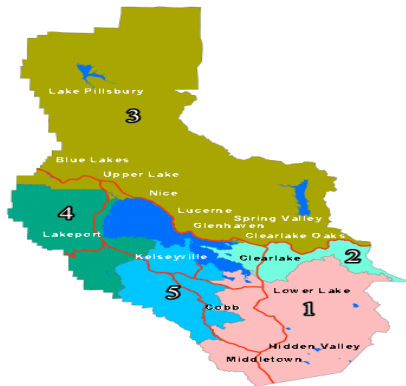 Lake Pillsbury
3
Blue Lakes
Upper Lake
Nice
4
Lucerne
Spring Valley
Glenhaven
Lakeport
Clearlake Oaks
Kelseyville
Clearlake
2
5
Lower Lake
Cobb
1
Hidden Valley
Middletown